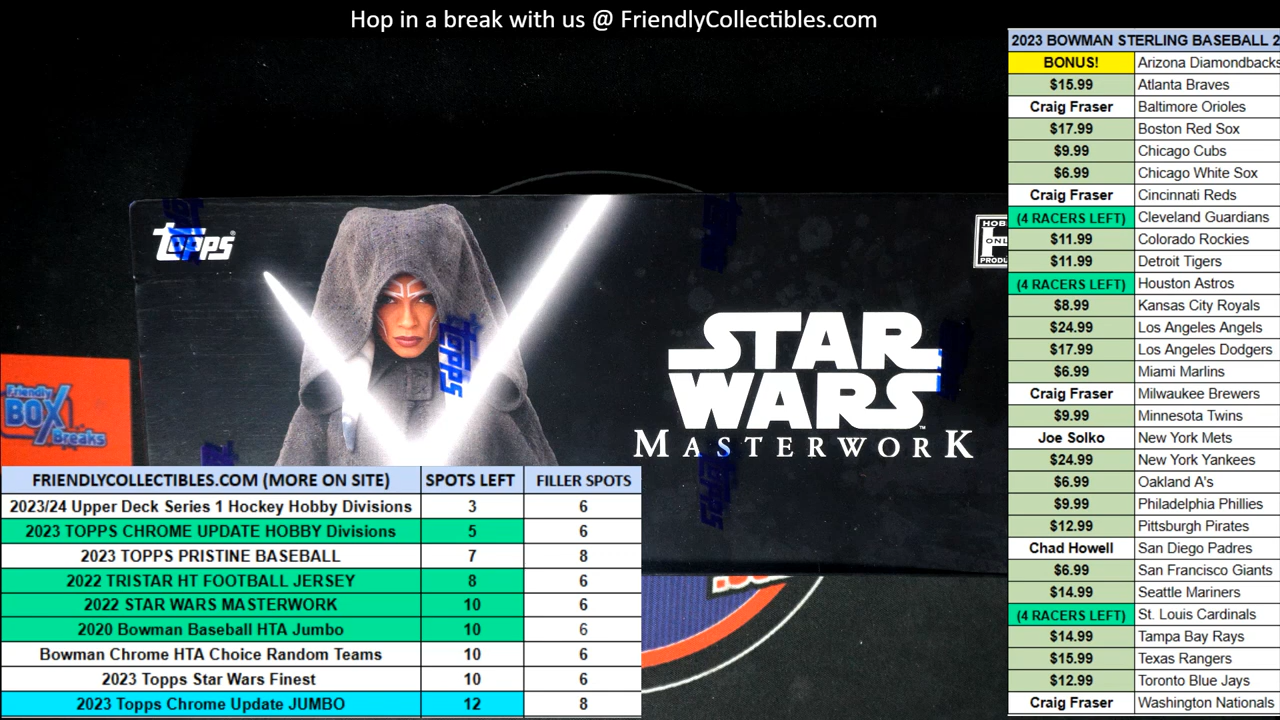 Hop in a break with us @ FriendlyCollectibles.com
topps
HOB
ONL
PRODU
STAR
WARS
MASTERWORK
topps
Friendly
BOX
Breaks
FRIENDLYCOLLECTIBLES.COM (MORE ON SITE) SPOTS LEFT FILLER SPOTS
2023/24 Upper Deck Series 1 Hockey Hobby Divisions 3 6
2023 TOPPS CHROME UPDATE HOBBY Divisions 5 6
2023 TOPPS PRISTINE BASEBALL 7 8
2022 TRISTAR HT FOOTBALL JERSEY 8 6
2022 STAR WARS MASTERWORK 10 6
2020 Bowman Baseball HTA Jumbo 10 6
Bowman Chrome HTA Choice Random Teams 10 6
2023 Topps Star Wars Finest 10 6
2023 Topps Chrome Update JUMBO 12 8
2023 BOWMAN STERLING BASEBALL 2
BONUS! Arizona Diamondbacks
$15.99 Atlanta Braves
Craig Fraser Baltimore Orioles
$17.99 Boston Red Sox
$9.99 Chicago Cubs
$6.99 Chicago White Sox
Craig Fraser Cincinnati Reds
(4 RACERS LEFT) Cleveland Guardians
$11.99 Colorado Rockies
$11.99 Detroit Tigers
(4 RACERS LEFT) Houston Astros
$8.99 Kansas City Royals
$24.99 Los Angeles Angels
$17.99 Los Angeles Dodgers
$6.99 Miami Marlins
Craig Fraser Milwaukee Brewers
$9.99 Minnesota Twins
Joe Solko New York Mets
$24.99 New York Yankees
$6.99 Oakland A's
$9.99 Philadelphia Phillies
$12.99 Pittsburgh Pirates
Chad Howell San Diego Padres
$6.99 San Francisco Giants
$14.99 Seattle Mariners
(4 RACERS LEFT) St. Louis Cardinals
$14.99 Tampa Bay Rays
$15.99 Texas Rangers
$12.99 Toronto Blue Jays
Craig Fraser Washington Nationals